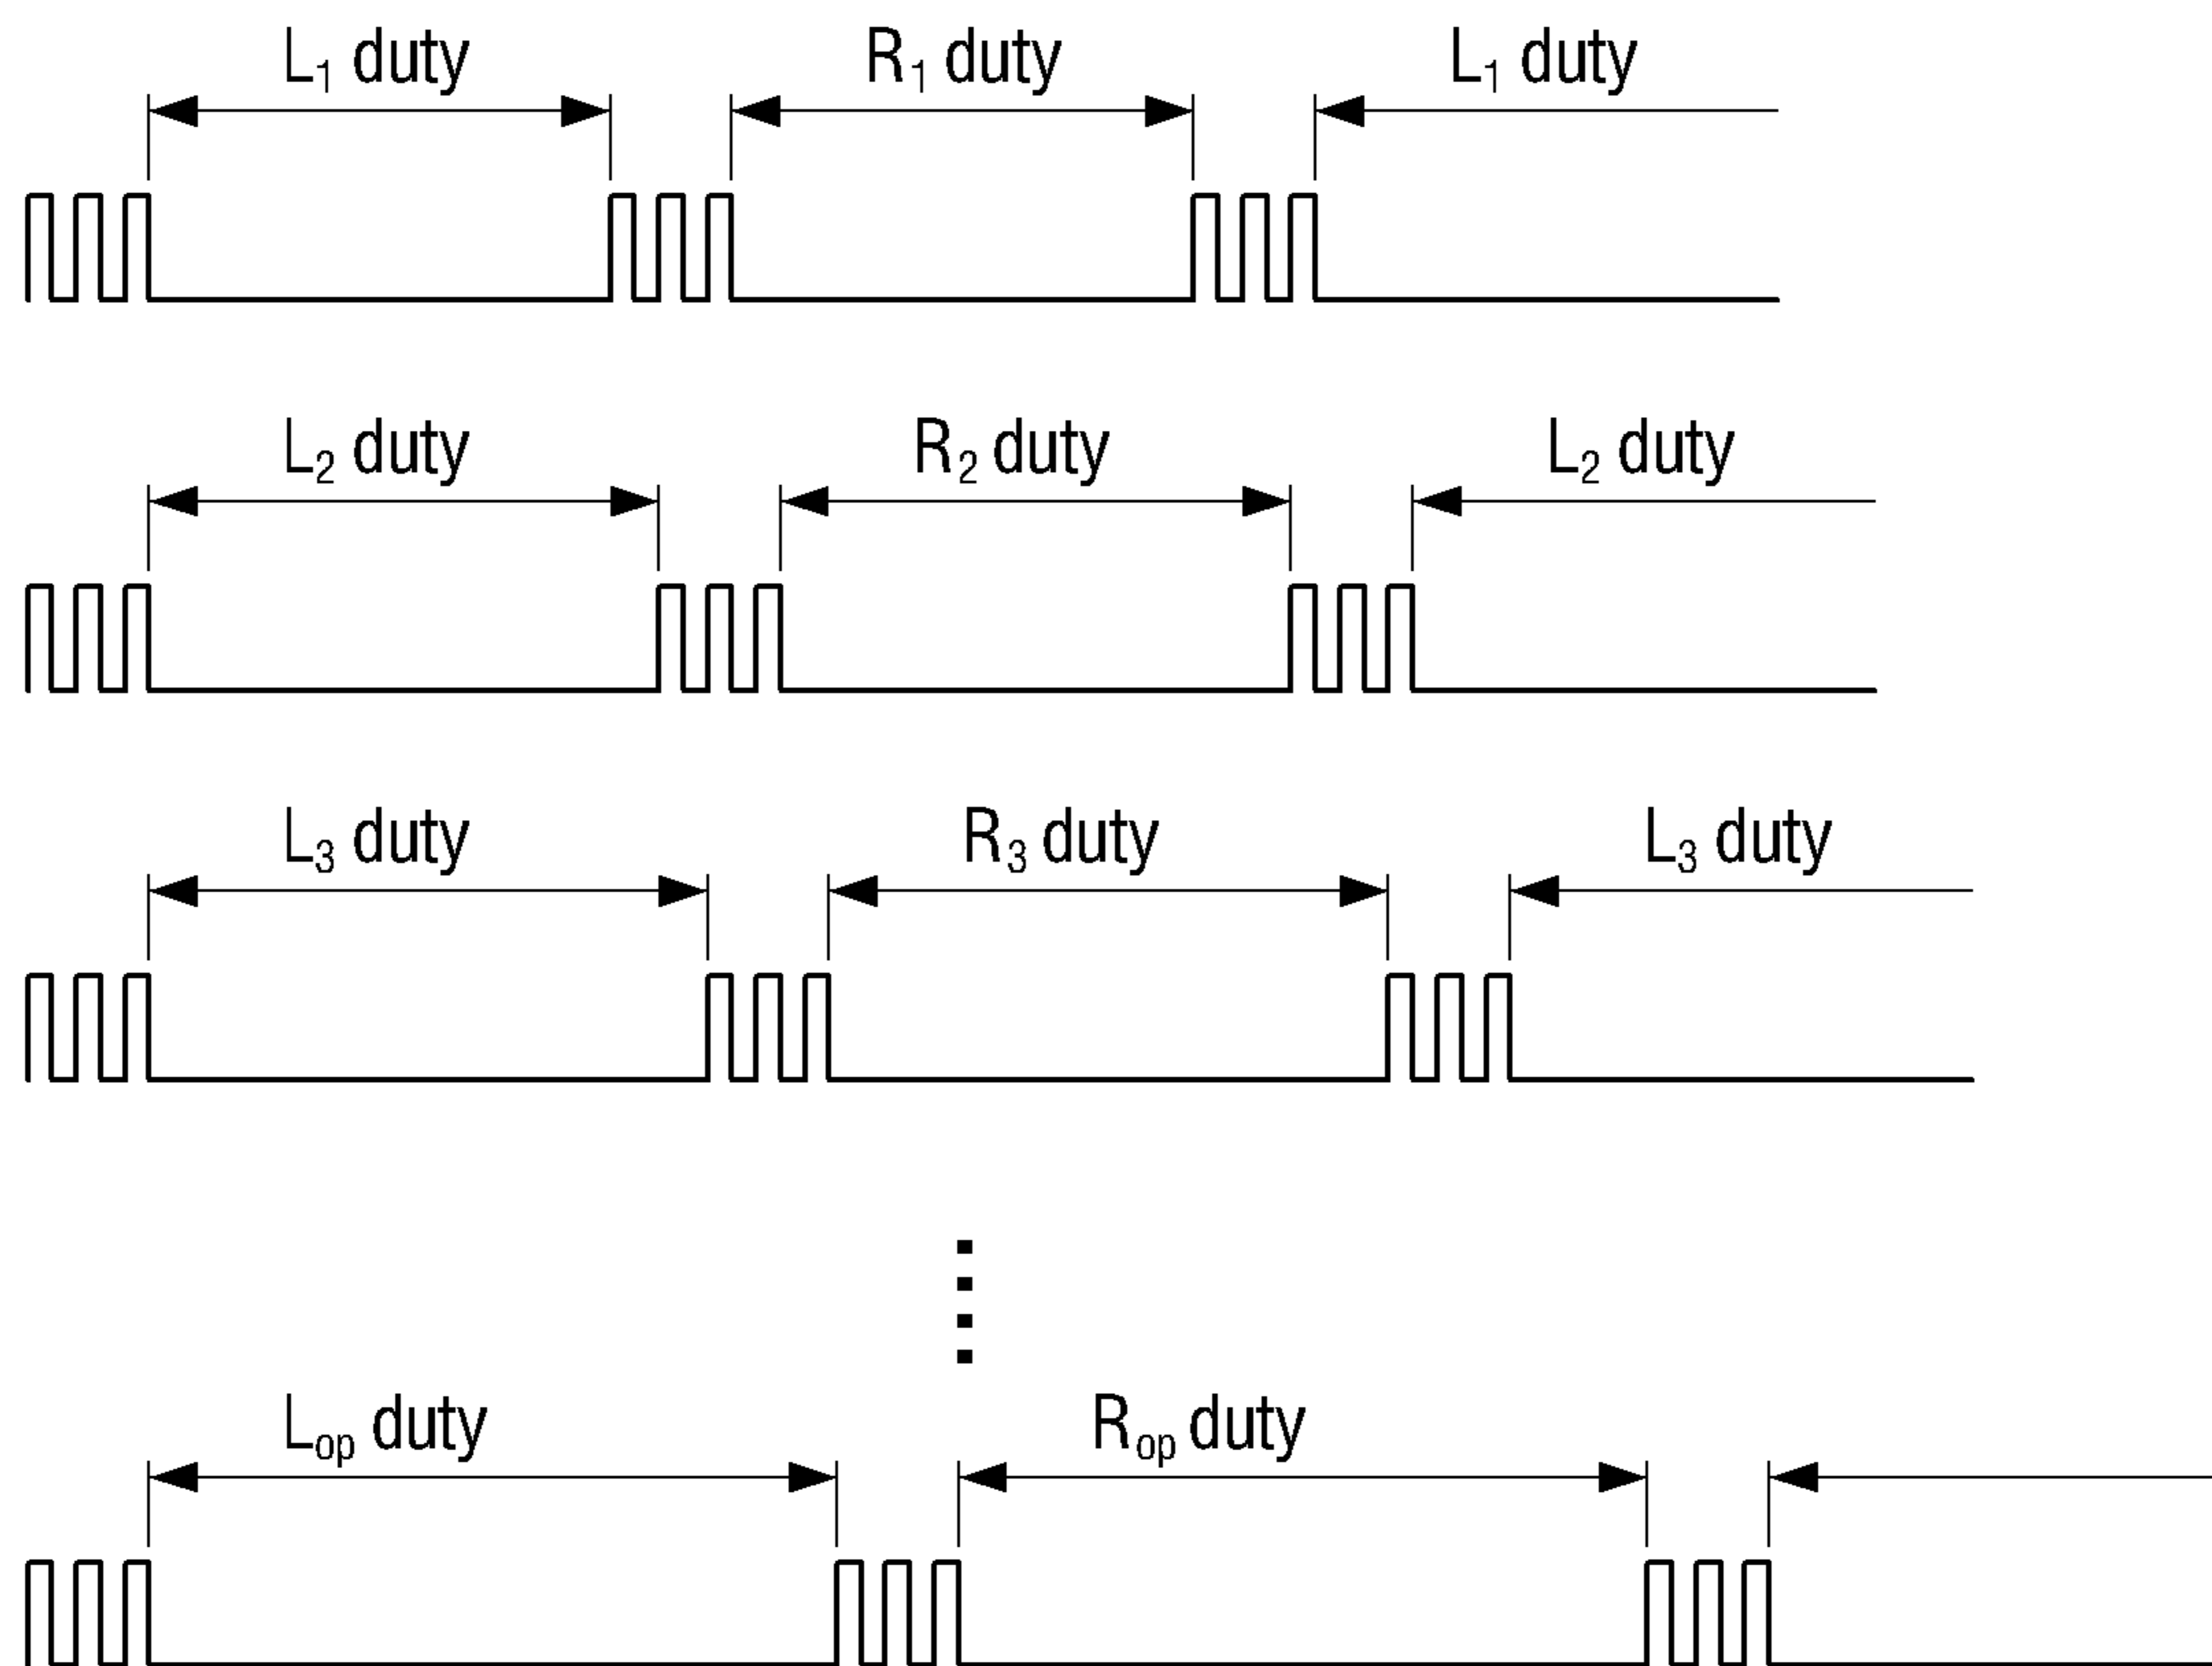 L₁ duty R₁ duty L₁ duty
L₂ duty R₂ duty L₂ duty
L₃ duty R₃ duty L₃ duty
Lₒₚ duty Rₒₚ duty